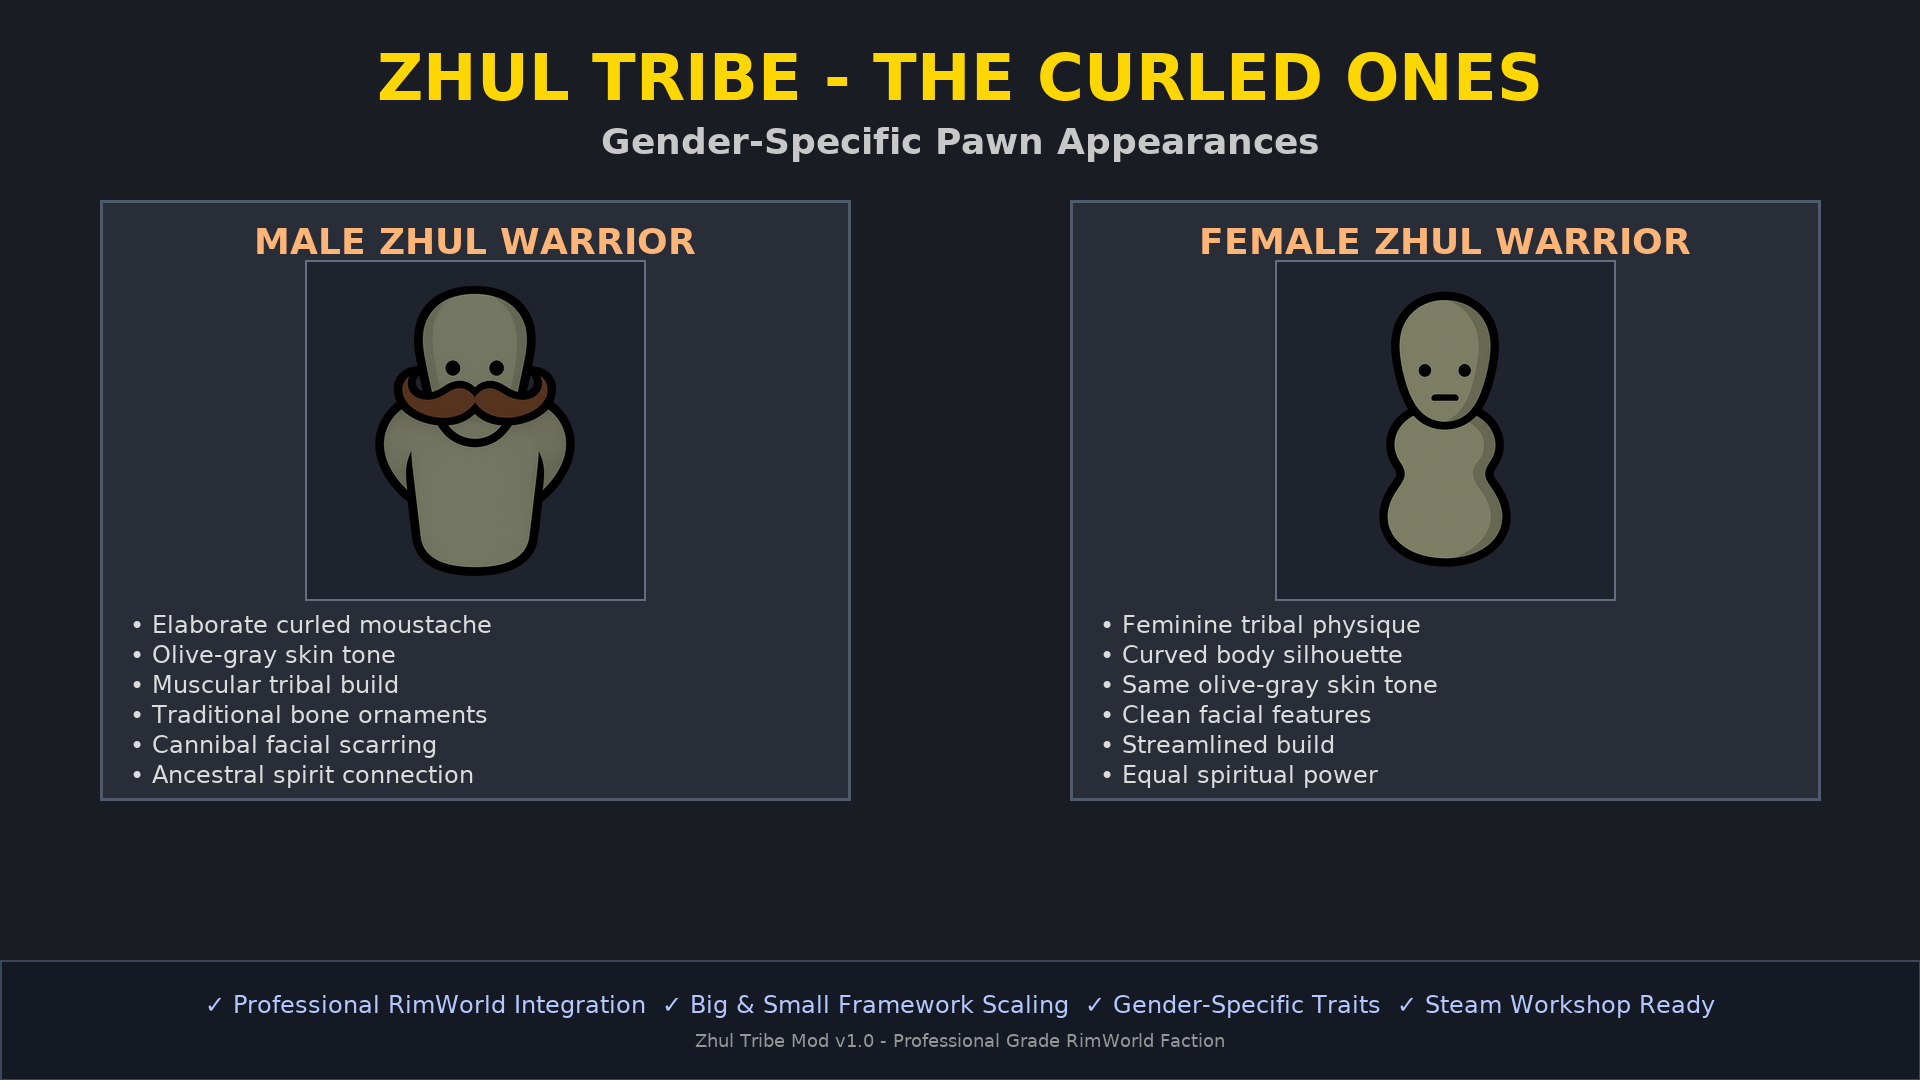 ZHUL TRIBE - THE CURLED ONES
Gender-Specific Pawn Appearances
MALE ZHUL WARRIOR
• Elaborate curled moustache
• Olive-gray skin tone
• Muscular tribal build
• Traditional bone ornaments
• Cannibal facial scarring
• Ancestral spirit connection
FEMALE ZHUL WARRIOR
• Feminine tribal physique
• Curved body silhouette
• Same olive-gray skin tone
• Clean facial features
• Streamlined build
• Equal spiritual power
✓ Professional RimWorld Integration ✓ Big & Small Framework Scaling ✓ Gender-Specific Traits ✓ Steam Workshop Ready
Zhul Tribe Mod v1.0 - Professional Grade RimWorld Faction